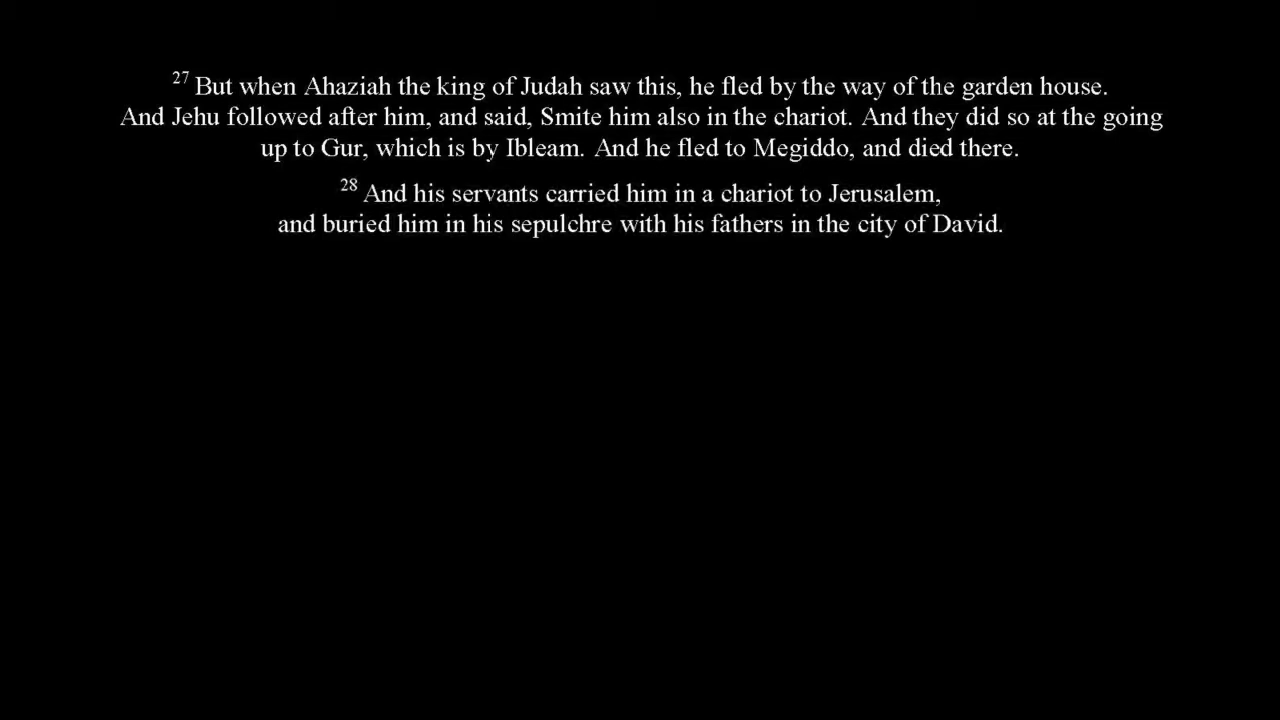 27 But when Ahaziah the king of Judah saw this, he fled by the way of the garden house.
And Jehu followed after him, and said, Smite him also in the chariot. And they did so at the going
up to Gur, which is by Ibleam. And he fled to Megiddo, and died there.
28 And his servants carried him in a chariot to Jerusalem,
and buried him in his sepulchre with his fathers in the city of David.